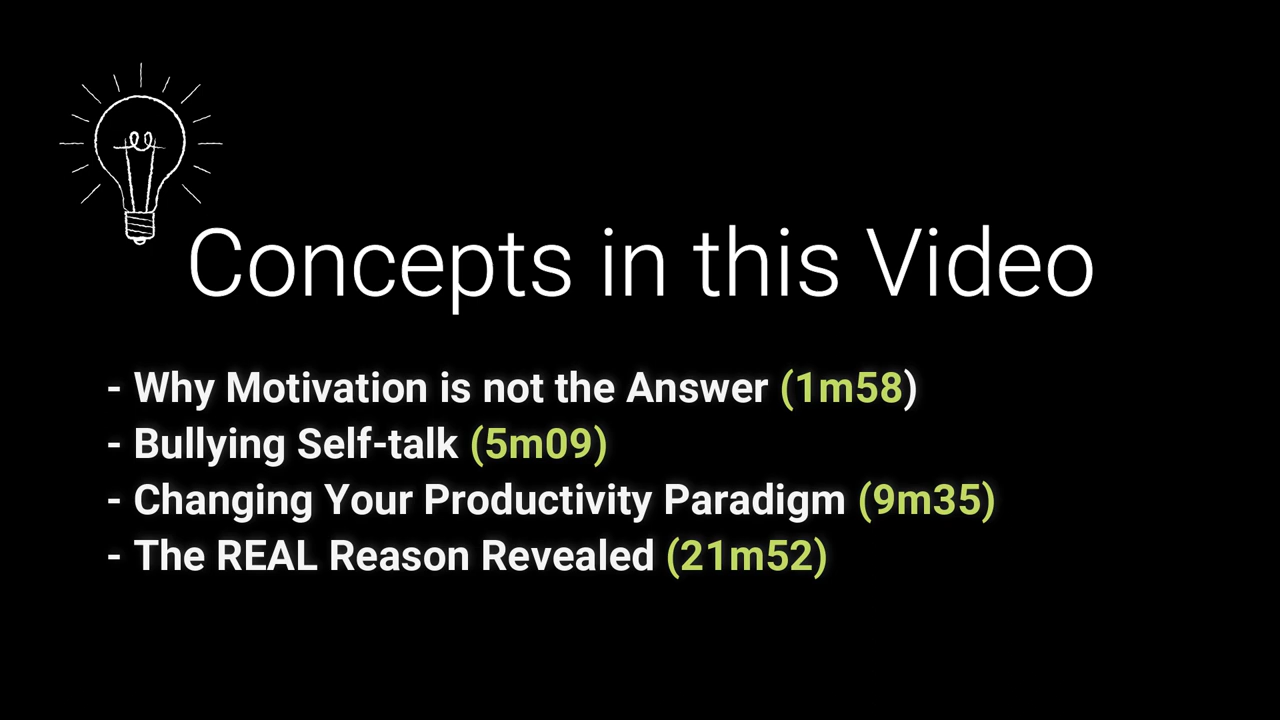 Concepts in this Video
- Why Motivation is not the Answer (1m58)
- Bullying Self-talk (5m09)
- Changing Your Productivity Paradigm (9m35)
- The REAL Reason Revealed (21m52)